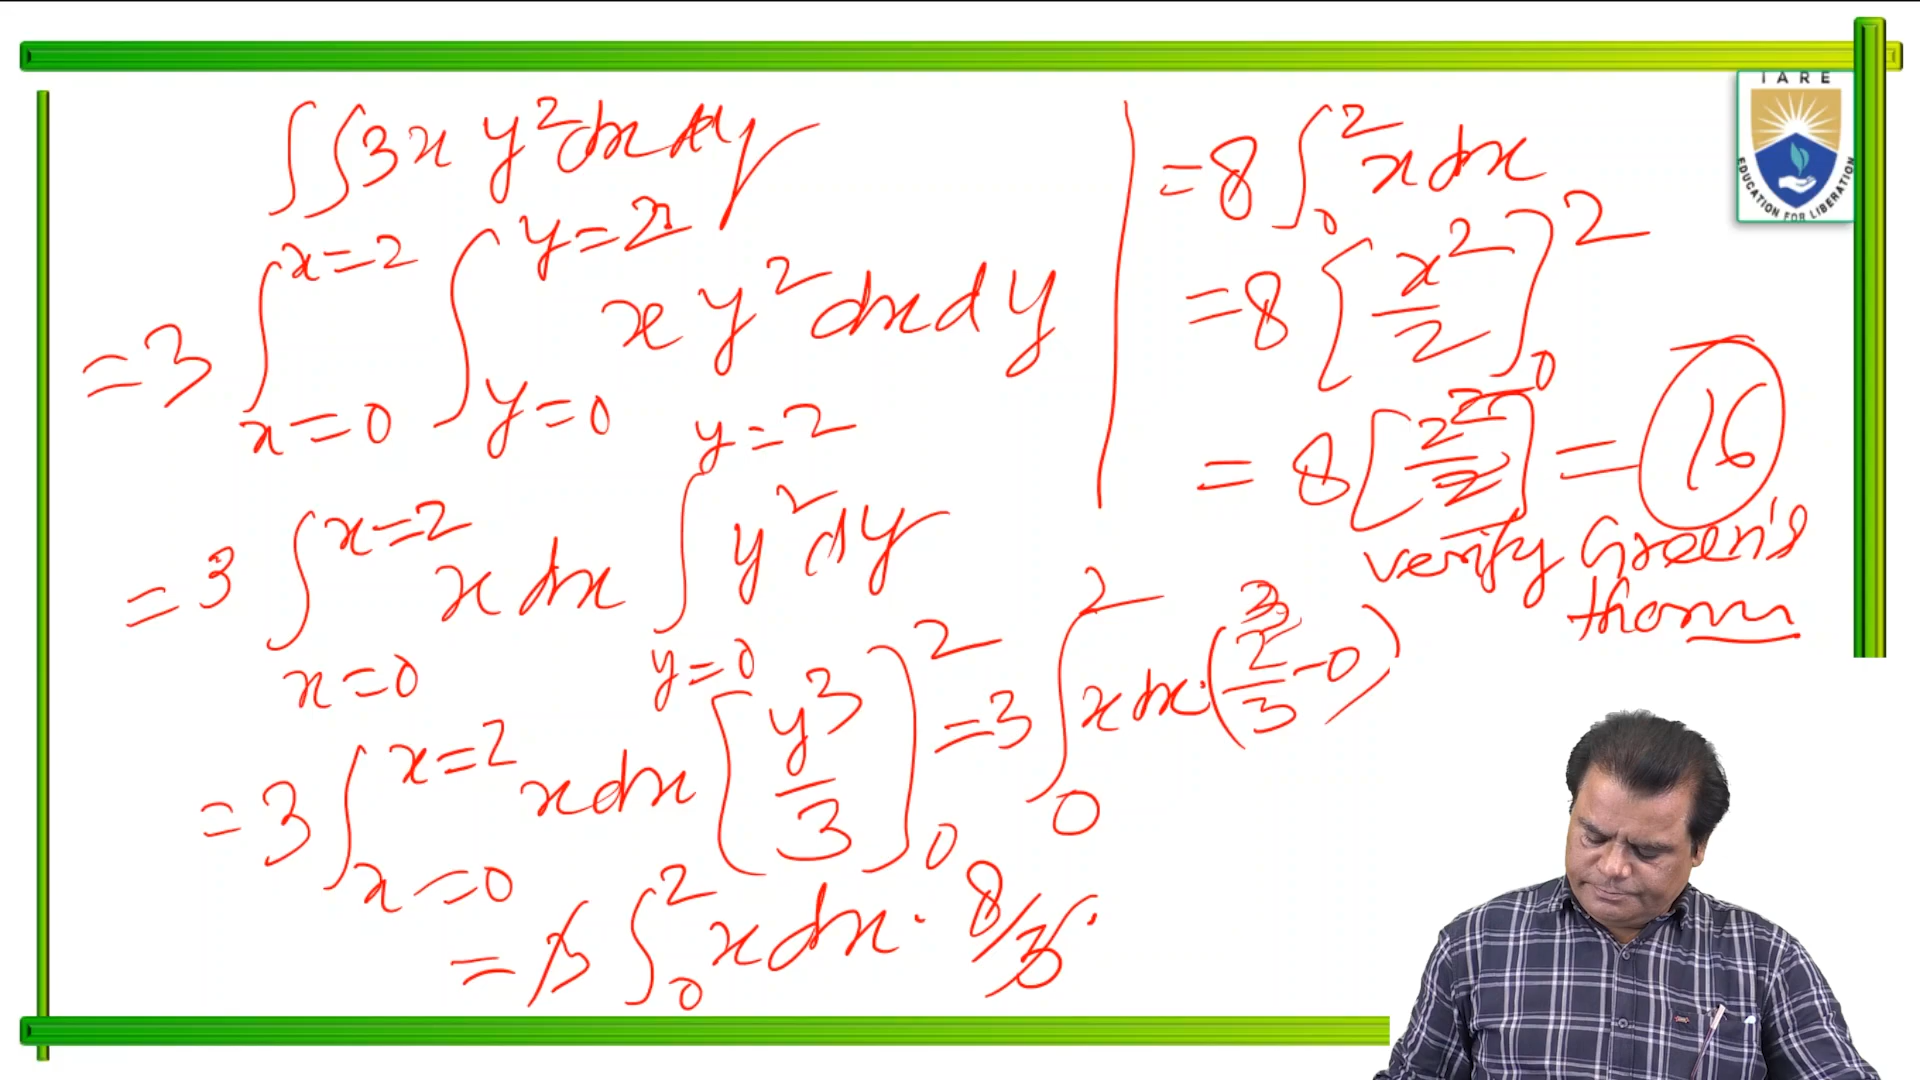 ∫∫3x y²dx dy
=3 ∫_{x=0}^{x=2} ∫_{y=0}^{y=2} x y² dx dy
=3 ∫_{x=0}^{x=2} x dx ∫_{y=0}^{y=2} y² dy
=3 ∫_{x=0}^{x=2} x dx [y³/3]_0^2 =3 ∫_0^2 x dx·(2³/3-0)
=3 ∫_0^2 x dx · 8/3.
=8 ∫_0^2 x dx
=8 [x²/2]_0^2
= 8[2²/2] = 16
verify Green's
IARE
EDUCATION FOR LIBERATION